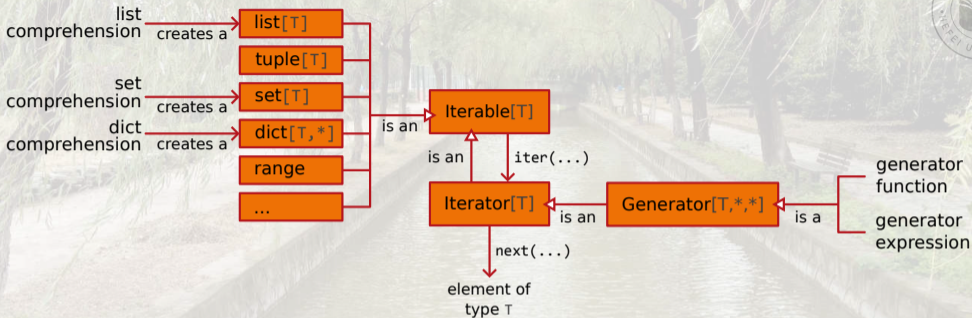 list
comprehension
creates a
list[T]
tuple[T]
set
comprehension
creates a
set[T]
dict
comprehension
creates a
dict[T,*]
range
...
is an
Iterable[T]
is an
iter(...)
Iterator[T]
is an
Generator[T,*,*]
is a
generator
function
generator
expression
next(...)
element of
type T